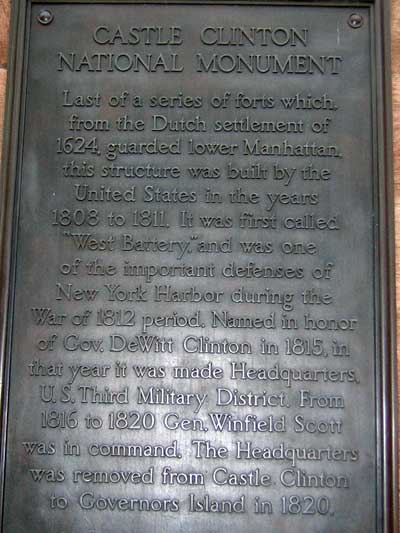 CASTLE CLINTON
NATIONAL MONUMENT
Last of a series of forts which,
from the Dutch settlement of
1624, guarded lower Manhattan,
this structure was built by the
United States in the years
1808 to 1811. It was first called
"West Battery," and was one
of the important defenses of
New York Harbor during the
War of 1812 period. Named in honor
of Gov. DeWitt Clinton in 1815, in
that year it was made Headquarters,
U.S. Third Military District. From
1816 to 1820 Gen. Winfield Scott
was in command. The Headquarters
was removed from Castle Clinton
to Governors Island in 1820.